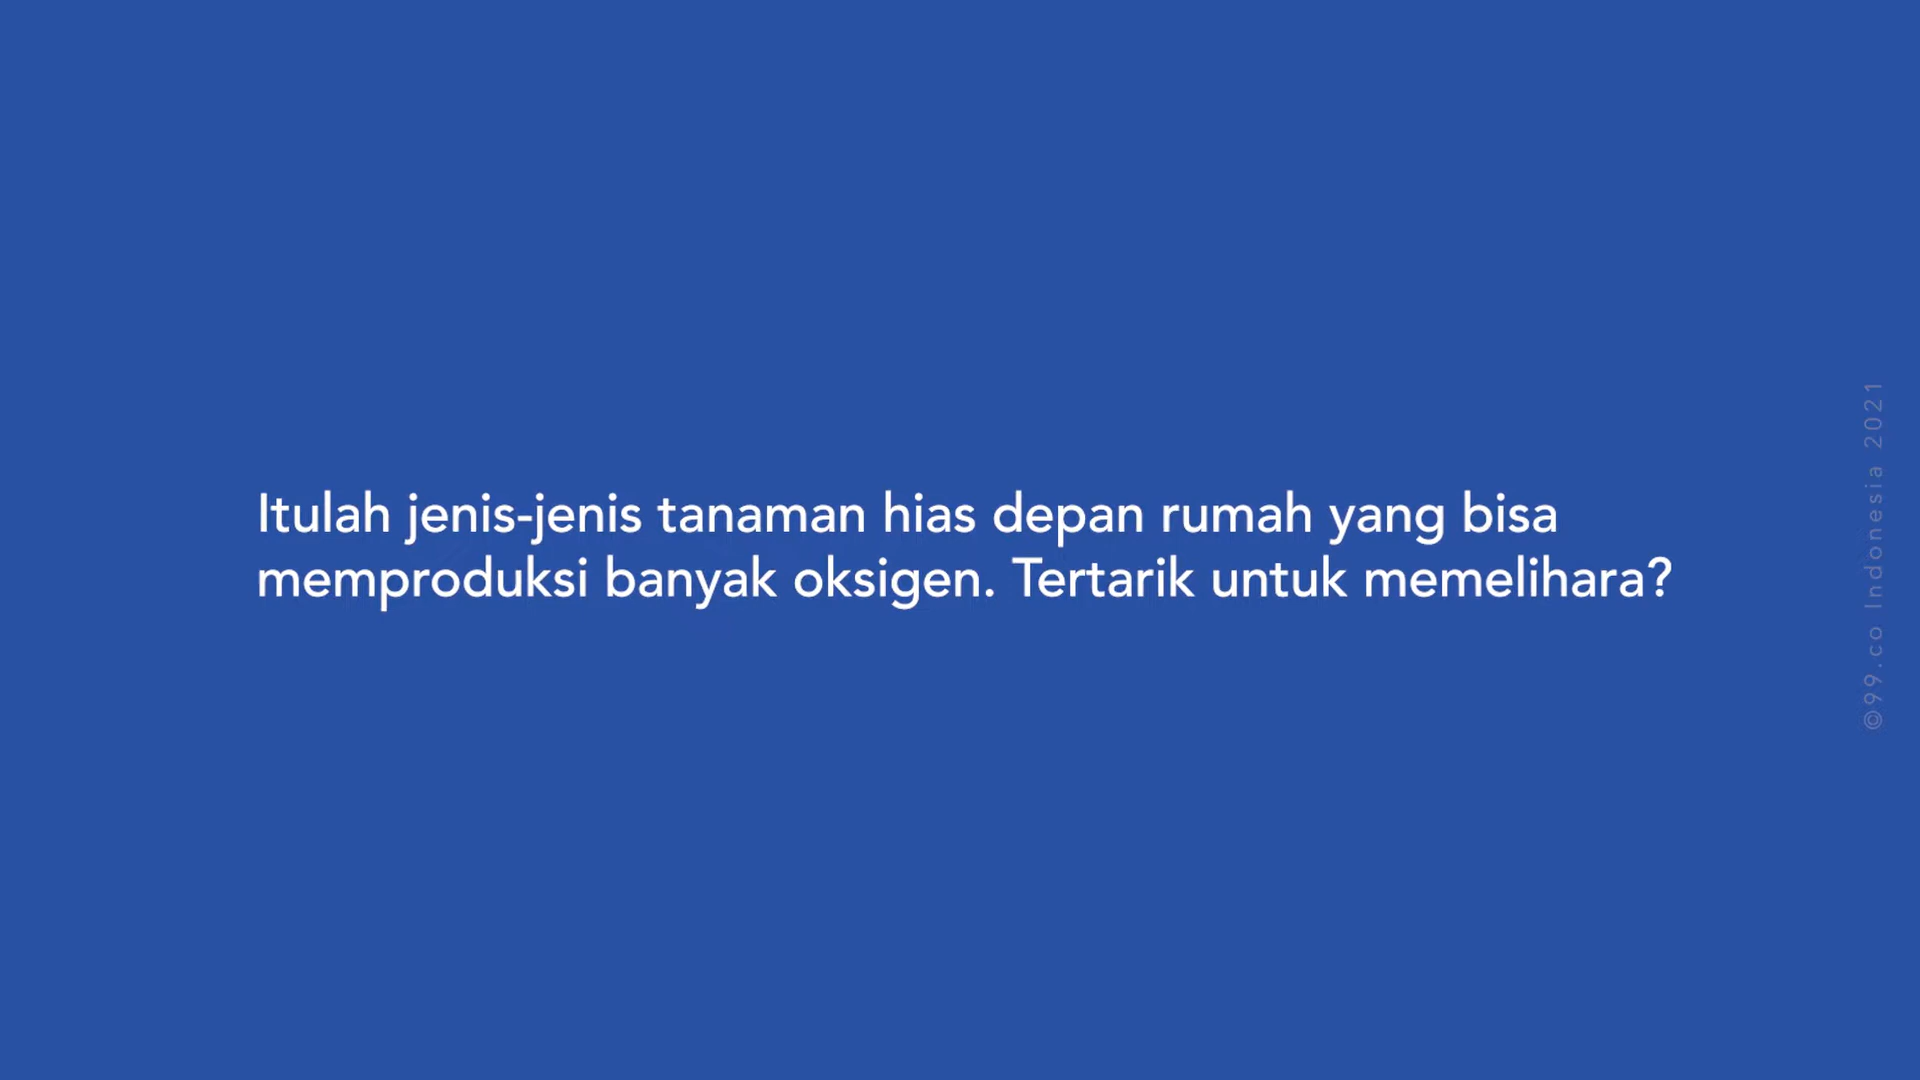 Itulah jenis-jenis tanaman hias depan rumah yang bisa
memproduksi banyak oksigen. Tertarik untuk memelihara?
©99.co Indonesia 2021